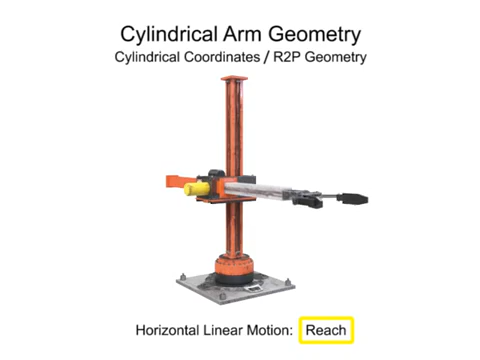 Cylindrical Arm Geometry
Cylindrical Coordinates / R2P Geometry
Horizontal Linear Motion: Reach